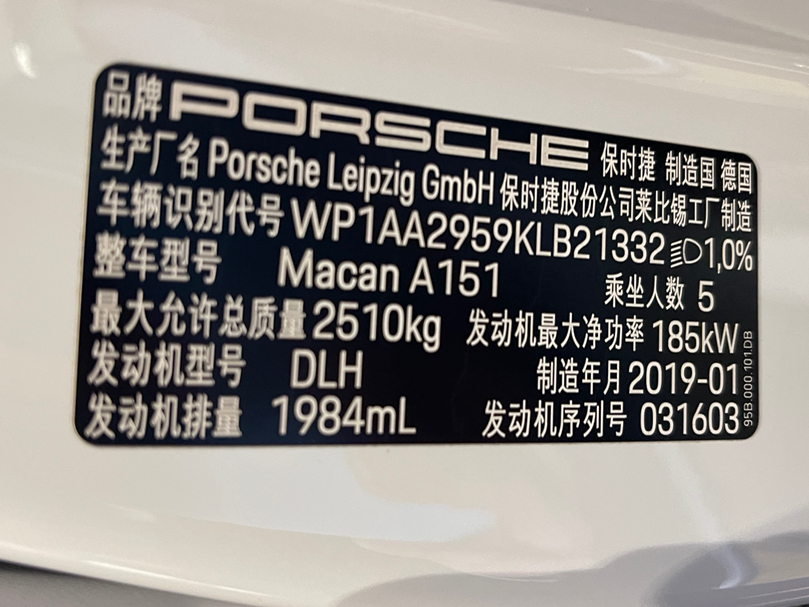 品牌 PORSCHE 保时捷 制造国 德国
生产厂名 Porsche Leipzig GmbH 保时捷股份公司莱比锡工厂制造
车辆识别代号 WP1AA2959KLB21332 1,0%
整车型号 Macan A151 乘坐人数 5
最大允许总质量 2510kg 发动机最大净功率 185kW
发动机型号 DLH 制造年月 2019-01
发动机排量 1984mL 发动机序列号 031603
95B.000.101.DB